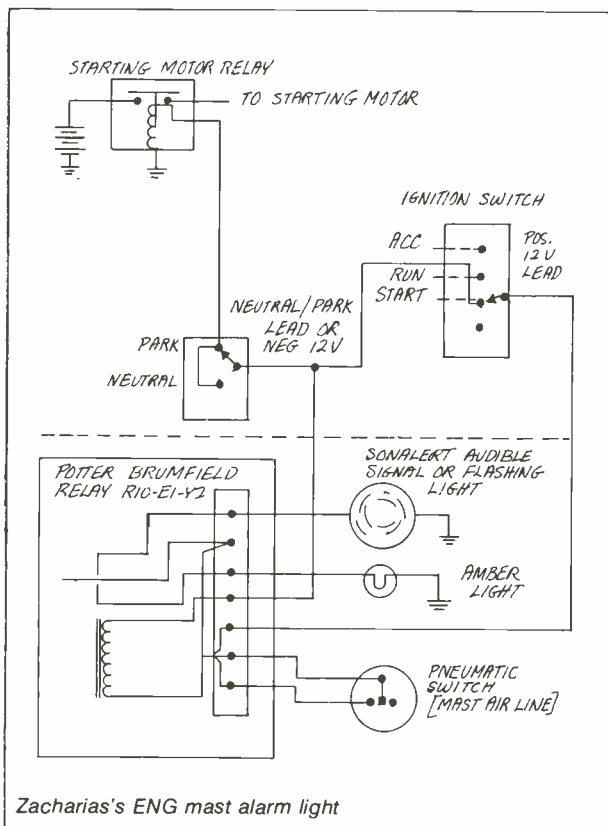 STARTING MOTOR RELAY
TO STARTING MOTOR
IGNITION SWITCH
ACC
RUN
START
POS.
12 V
LEAD
NEUTRAL/PARK
LEAD OR
NEG 12V
PARK
NEUTRAL
POTTER BRUMFIELD
RELAY R10-E1-Y2
SONALERT AUDIBLE
SIGNAL OR FLASHING
LIGHT
AMBER
LIGHT
PNEUMATIC
SWITCH
[MAST AIR LINE]
Zacharias's ENG mast alarm light